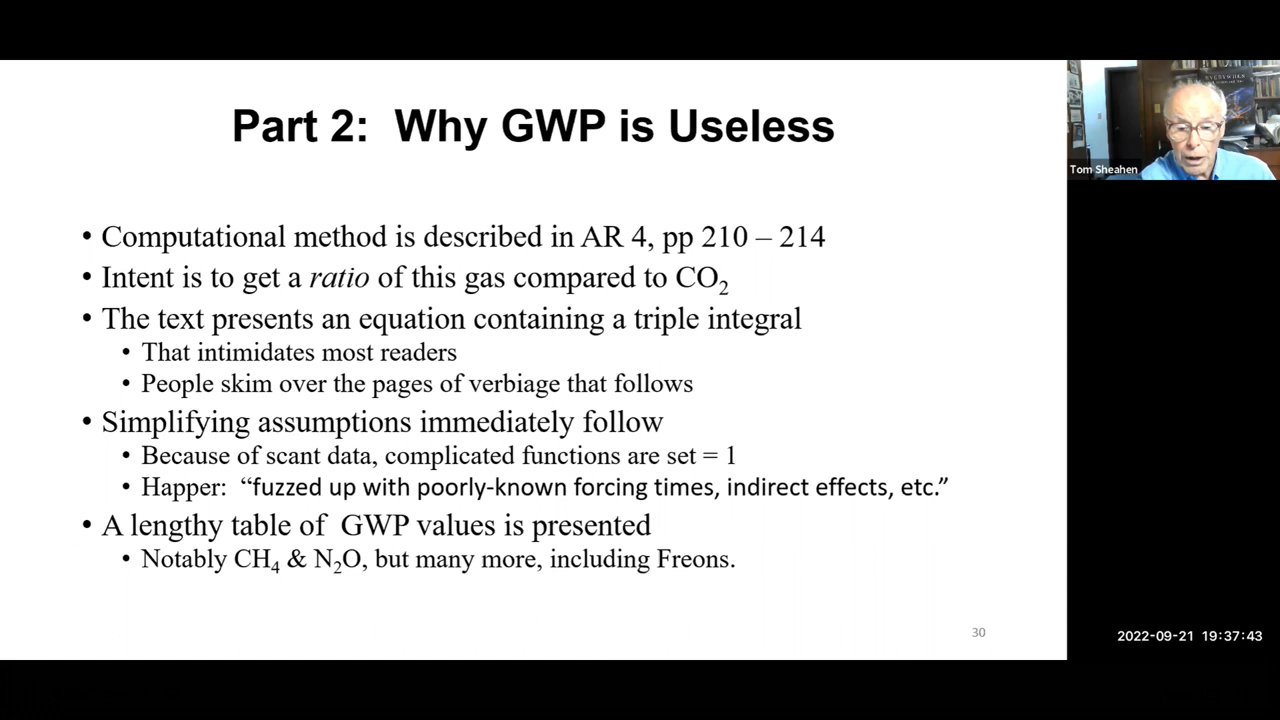 Part 2: Why GWP is Useless
• Computational method is described in AR 4, pp 210 – 214
• Intent is to get a ratio of this gas compared to CO₂
• The text presents an equation containing a triple integral
• That intimidates most readers
• People skim over the pages of verbiage that follows
• Simplifying assumptions immediately follow
• Because of scant data, complicated functions are set = 1
• Happer: “fuzzed up with poorly-known forcing times, indirect effects, etc.”
• A lengthy table of GWP values is presented
• Notably CH₄ & N₂O, but many more, including Freons.
30
Tom Sheahen
2022-09-21 19:37:43